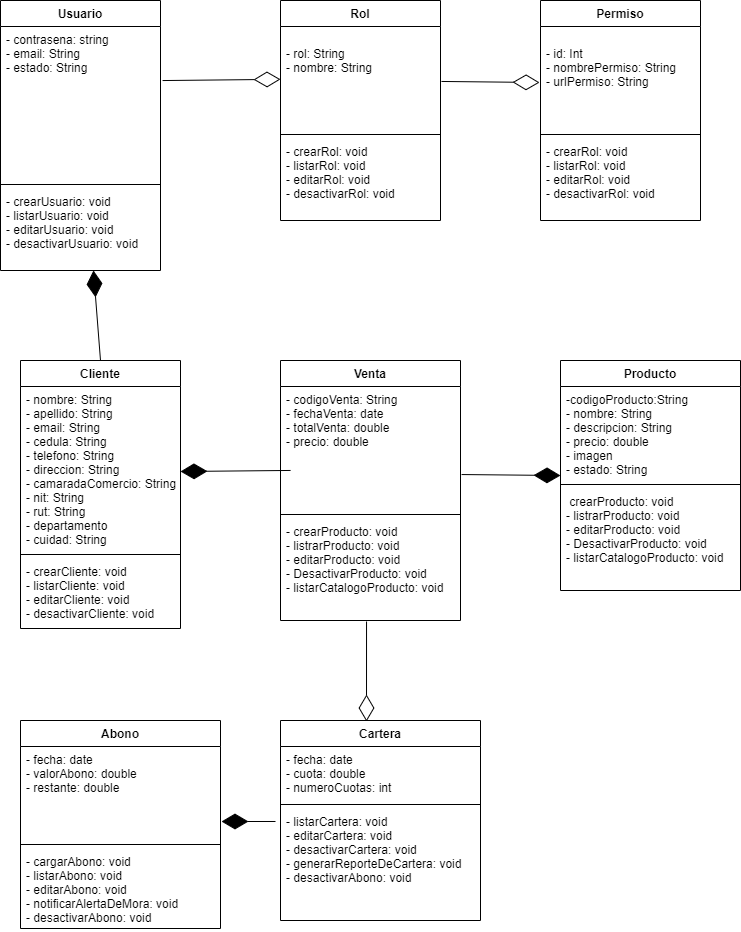 Usuario
- contrasena: string
- email: String
- estado: String
- crearUsuario: void
- listarUsuario: void
- editarUsuario: void
- desactivarUsuario: void
Rol
- rol: String
- nombre: String
- crearRol: void
- listarRol: void
- editarRol: void
- desactivarRol: void
Permiso
- id: Int
- nombrePermiso: String
- urlPermiso: String
- crearRol: void
- listarRol: void
- editarRol: void
- desactivarRol: void
Cliente
- nombre: String
- apellido: String
- email: String
- cedula: String
- telefono: String
- direccion: String
- camaradaComercio: String
- nit: String
- rut: String
- departamento
- cuidad: String
- crearCliente: void
- listarCliente: void
- editarCliente: void
- desactivarCliente: void
Venta
- codigoVenta: String
- fechaVenta: date
- totalVenta: double
- precio: double
- crearProducto: void
- listrarProducto: void
- editarProducto: void
- DesactivarProducto: void
- listarCatalogoProducto: void
Producto
-codigoProducto:String
- nombre: String
- descripcion: String
- precio: double
- imagen
- estado: String
crearProducto: void
- listrarProducto: void
- editarProducto: void
- DesactivarProducto: void
- listarCatalogoProducto: void
Abono
- fecha: date
- valorAbono: double
- restante: double
- cargarAbono: void
- listarAbono: void
- editarAbono: void
- notificarAlertaDeMora: void
- desactivarAbono: void
Cartera
- fecha: date
- cuota: double
- numeroCuotas: int
- listarCartera: void
- editarCartera: void
- desactivarCartera: void
- generarReporteDeCartera: void
- desactivarAbono: void